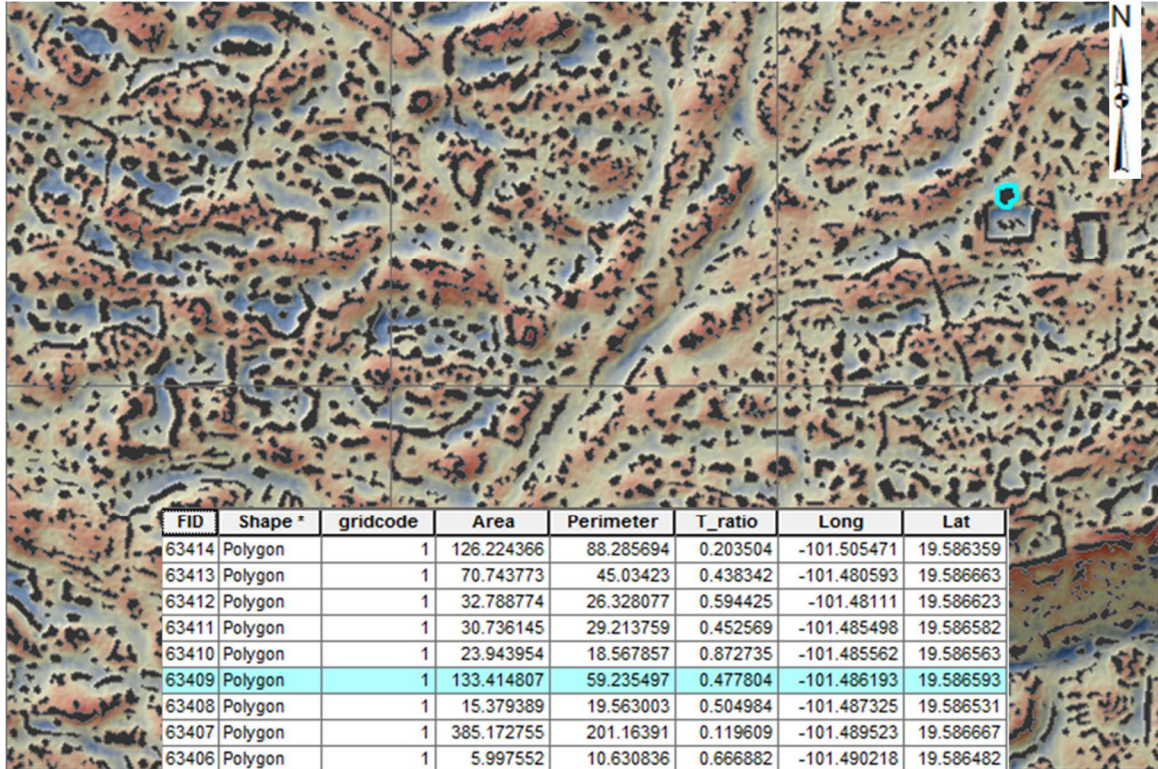 N
FID Shape * gridcode Area Perimeter T_ratio Long Lat
63414 Polygon 1 126.224366 88.285694 0.203504 -101.505471 19.586359
63413 Polygon 1 70.743773 45.03423 0.438342 -101.480593 19.586663
63412 Polygon 1 32.788774 26.328077 0.594425 -101.48111 19.586623
63411 Polygon 1 30.736145 29.213759 0.452569 -101.485498 19.586582
63410 Polygon 1 23.943954 18.567857 0.872735 -101.485562 19.586563
63409 Polygon 1 133.414807 59.235497 0.477804 -101.486193 19.586593
63408 Polygon 1 15.379389 19.563003 0.504984 -101.487325 19.586531
63407 Polygon 1 385.172755 201.16391 0.119609 -101.489523 19.586667
63406 Polygon 1 5.997552 10.630836 0.666882 -101.490218 19.586482